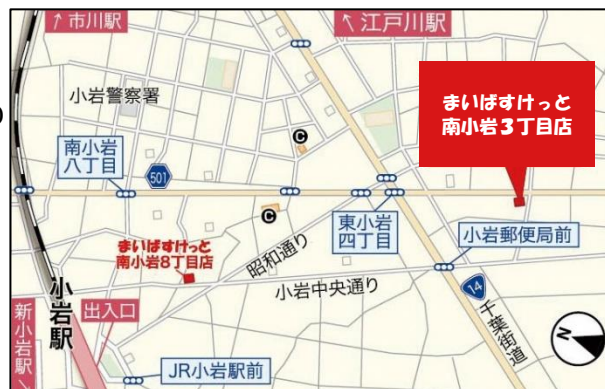 ↑市川駅
↖江戸川駅
小岩警察署
まいばすけっと
南小岩3丁目店
C
南小岩
八丁目
501
C
東小岩
四丁目
小岩郵便局前
まいばすけっと
南小岩8丁目店
昭和通り
小岩中央通り
小岩駅
出入口
新小岩駅↘
JR小岩駅前
14
千葉街道
N
の